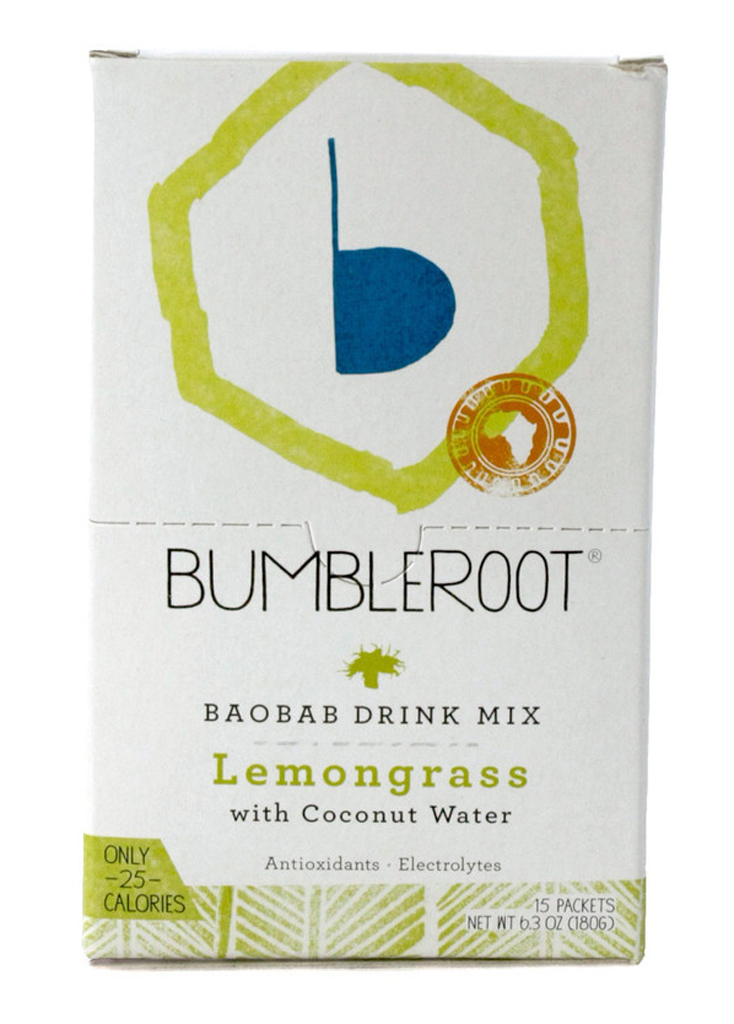 b
BUMBLEROOT®
BAOBAB DRINK MIX
Lemongrass
with Coconut Water
Antioxidants · Electrolytes
ONLY
-25-
CALORIES
15 PACKETS
NET WT 6.3 OZ (180G)